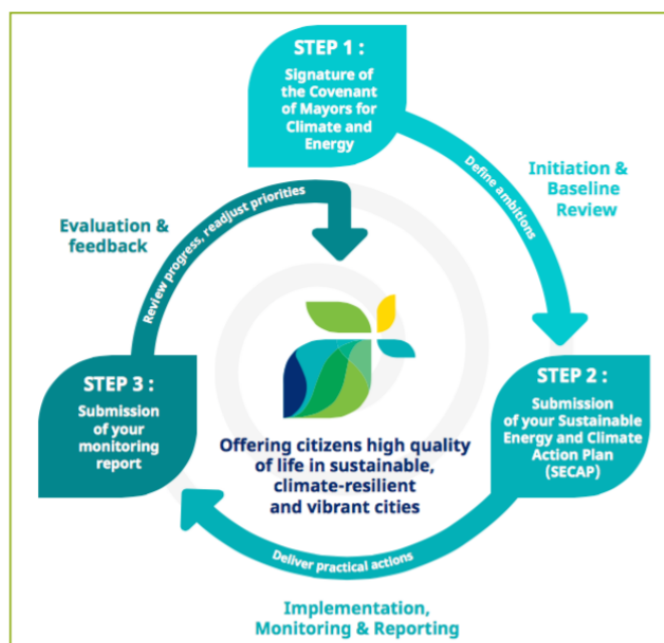 STEP 1 :
Signature of
the Covenant
of Mayors for
Climate and
Energy
Define ambitions
Initiation &
Baseline
Review
STEP 2 :
Submission
of your Sustainable
Energy and Climate
Action Plan
(SECAP)
Deliver practical actions
Implementation,
Monitoring & Reporting
STEP 3 :
Submission
of your
monitoring
report
Review progress, readjust priorities
Evaluation &
feedback
Offering citizens high quality
of life in sustainable,
climate-resilient
and vibrant cities